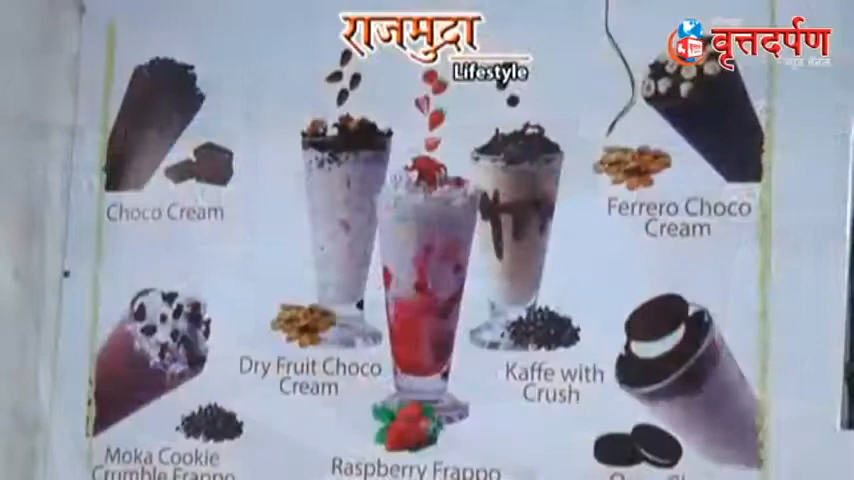 राजमुद्रा
Lifestyle
वृत्तदर्पण
Choco Cream
Ferrero Choco
Cream
Dry Fruit Choco
Cream
Kaffe with
Crush
Moka Cookie
Crumble Frappo
Raspberry Frappo